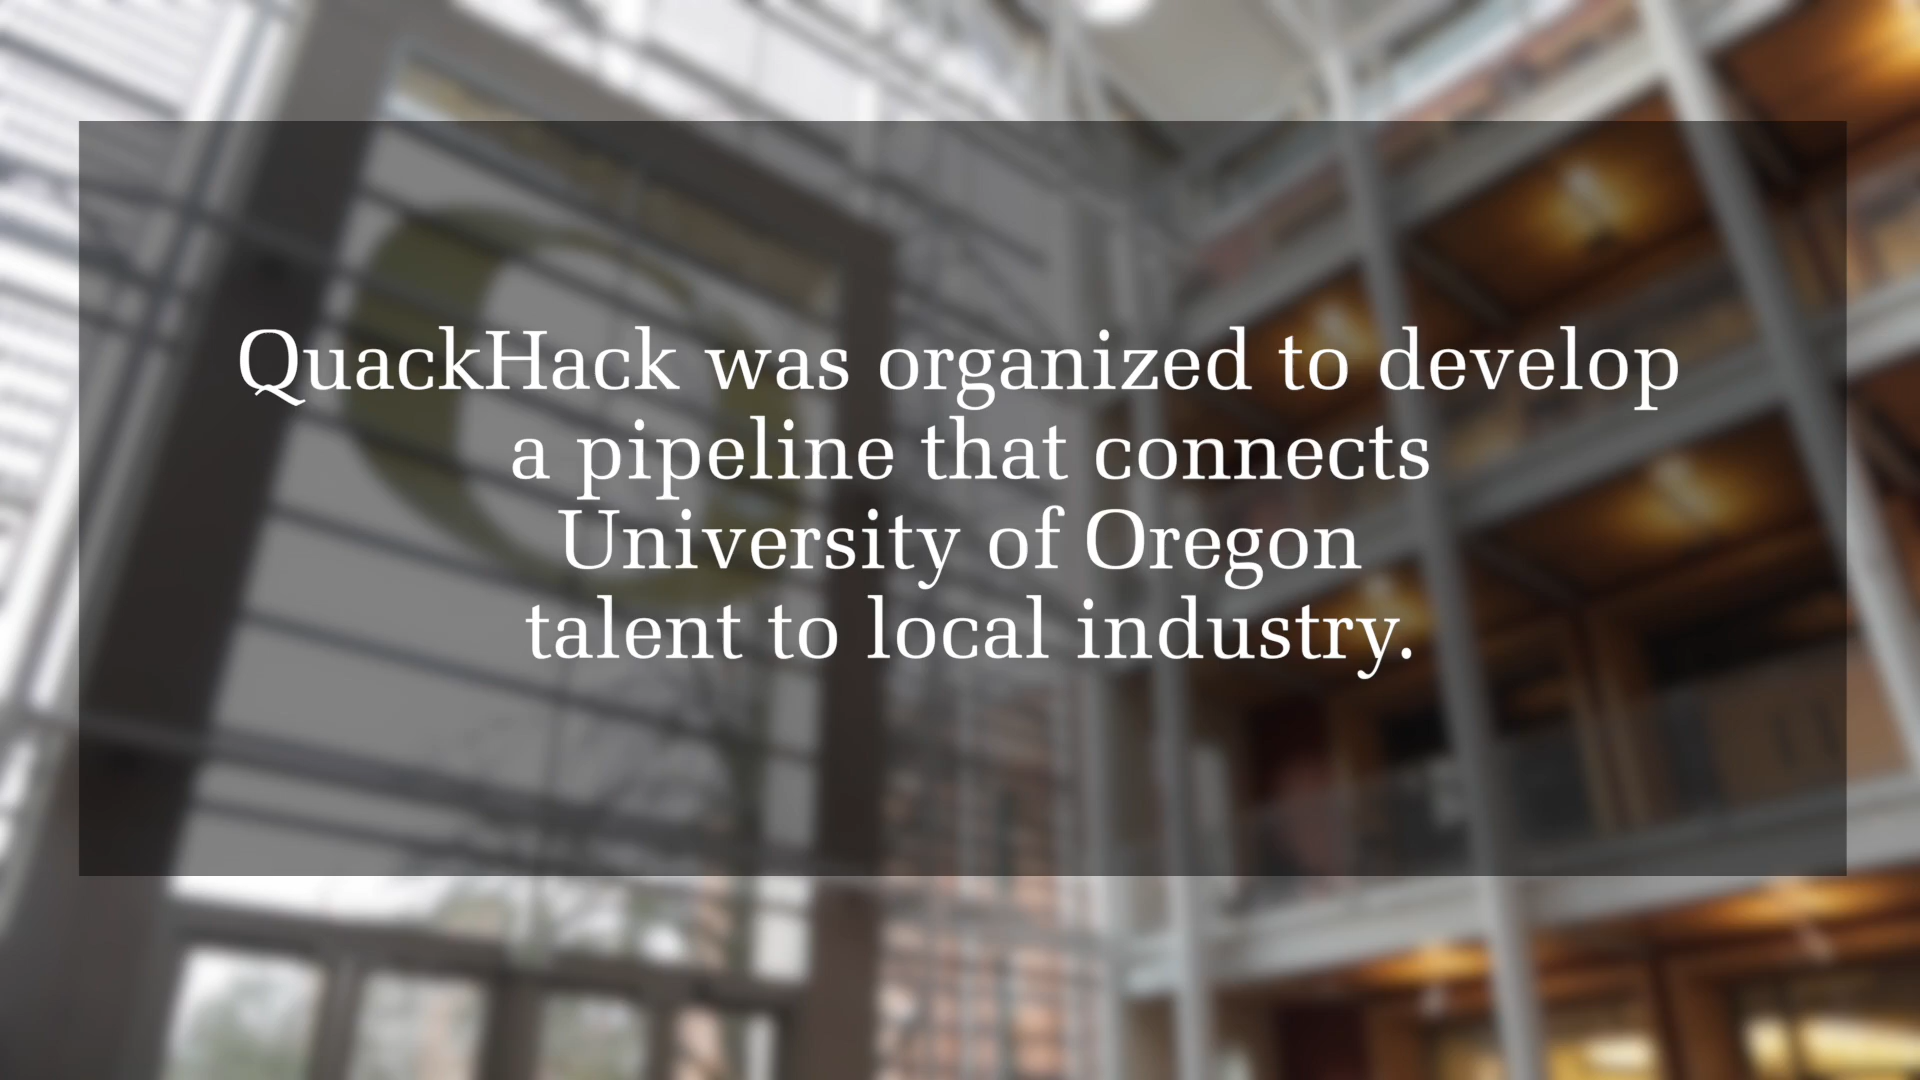 QuackHack was organized to develop
a pipeline that connects
University of Oregon
talent to local industry.